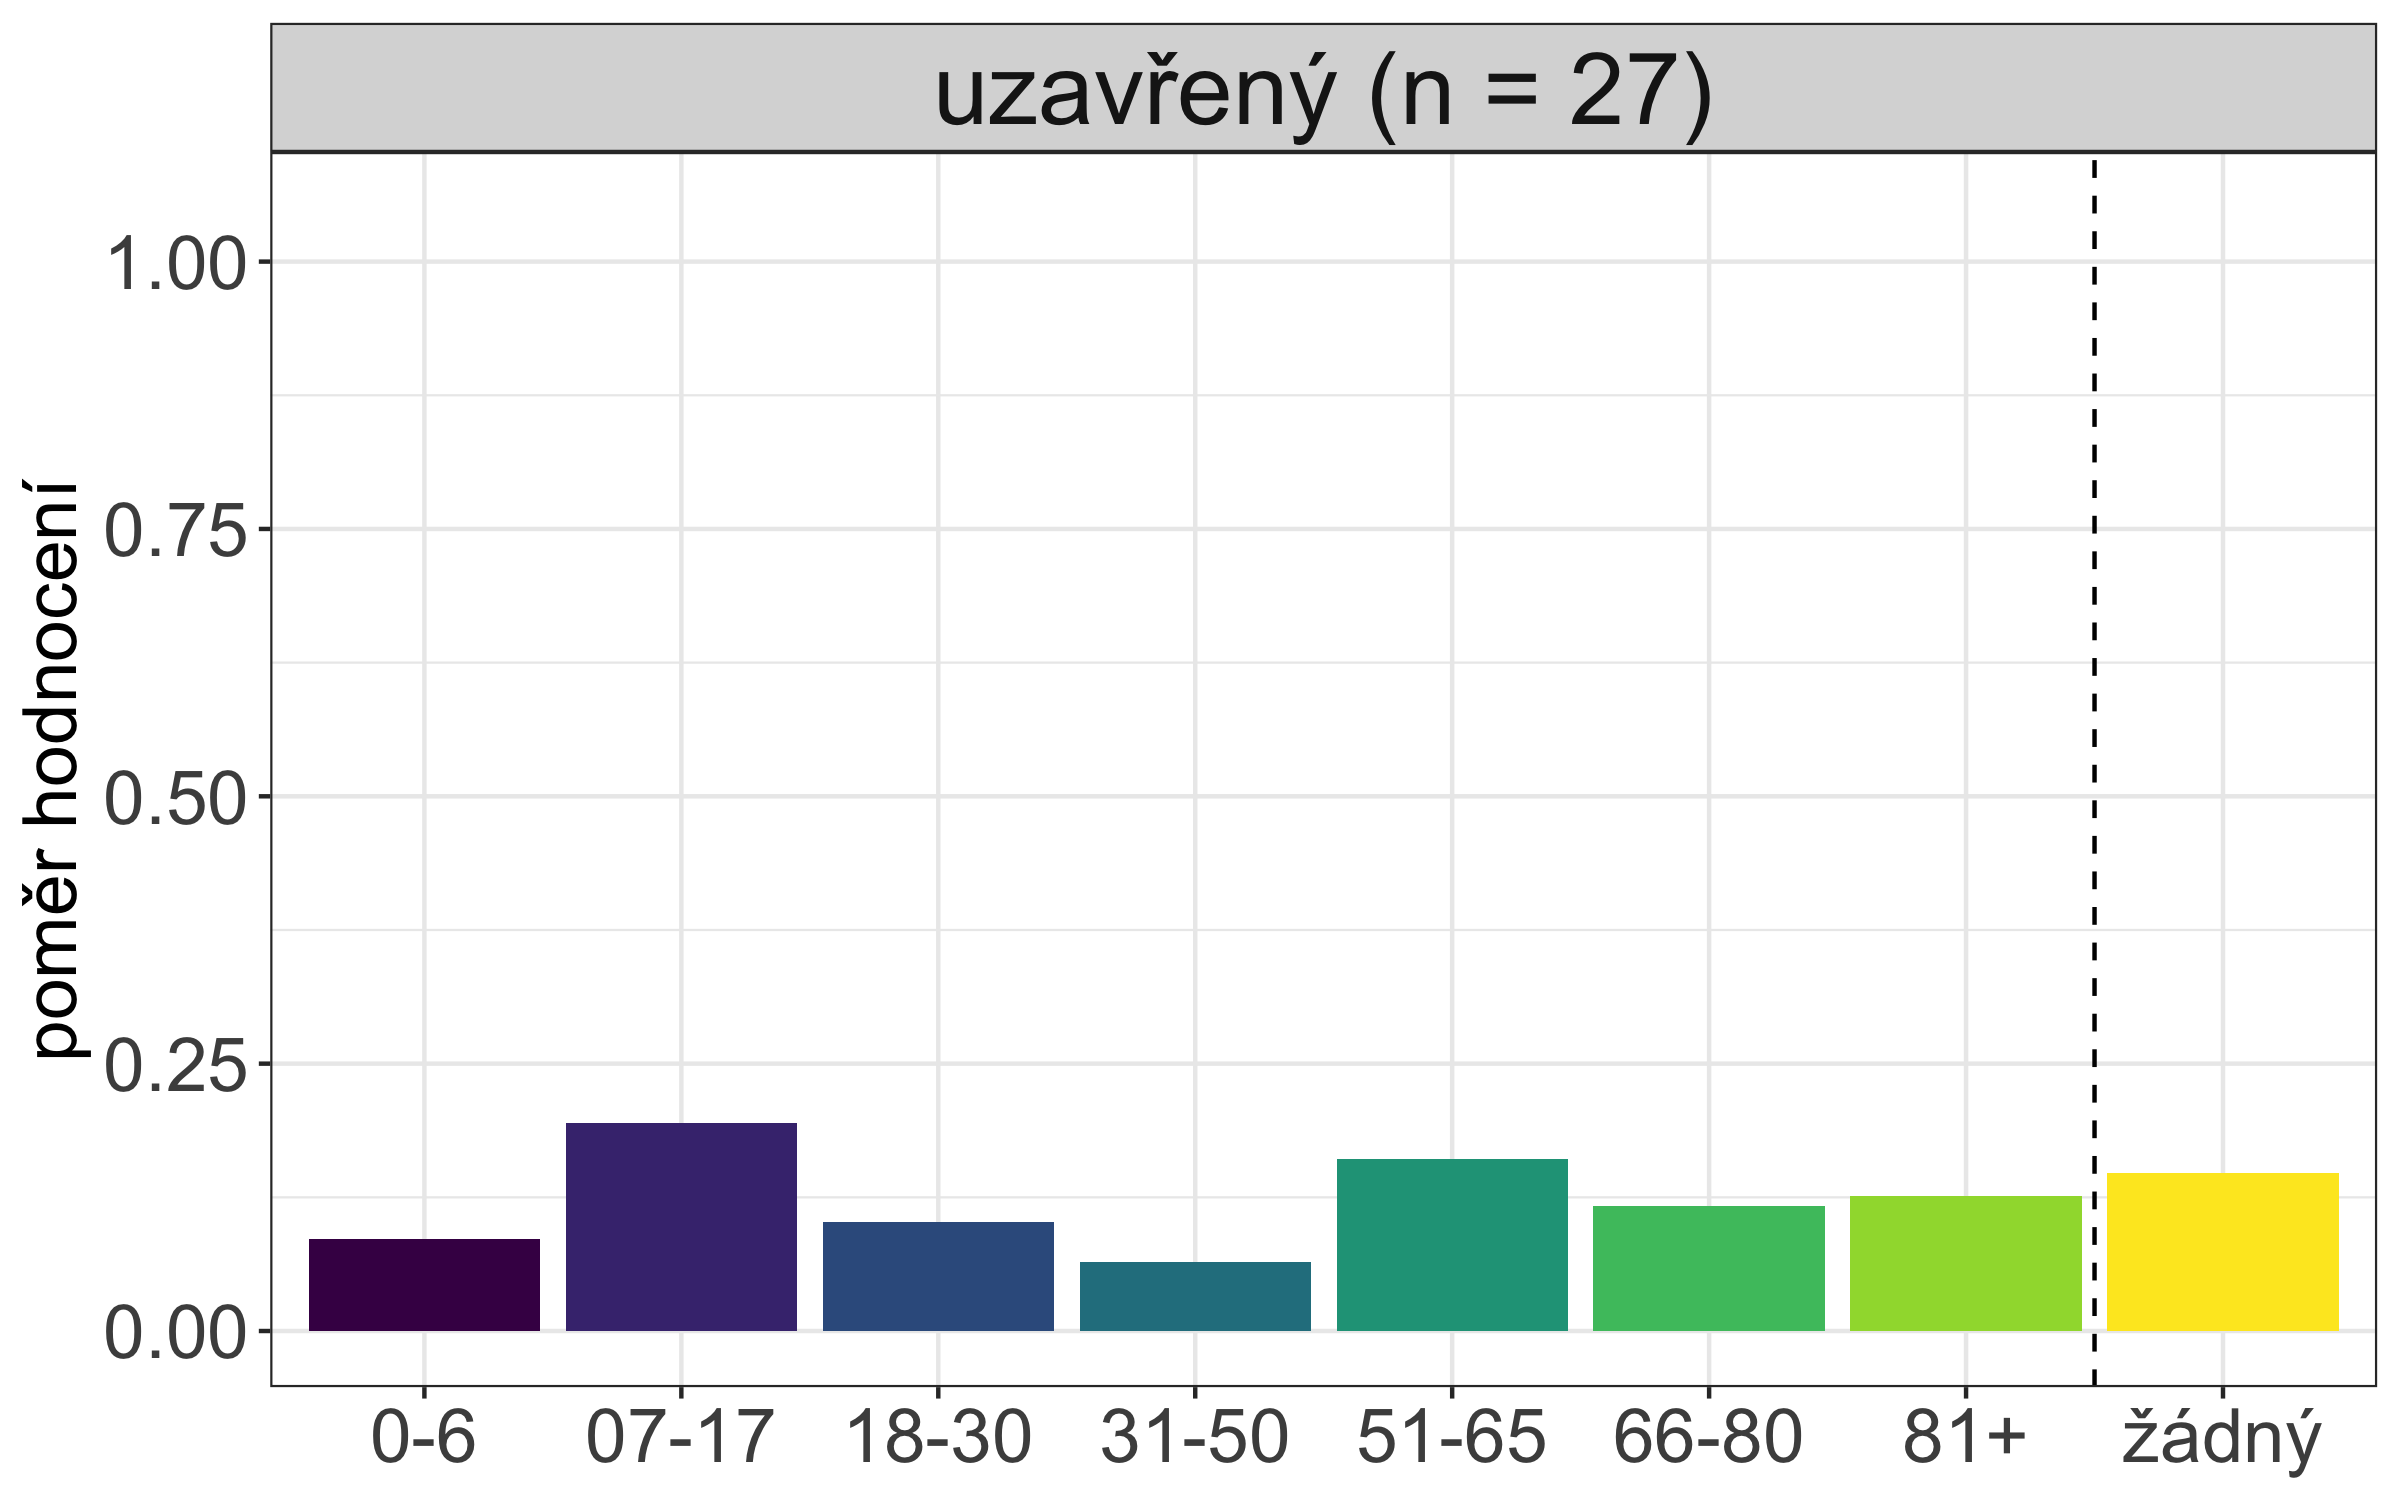 uzavřený (n = 27)
poměr hodnocení
1.00
0.75
0.50
0.25
0.00
0-6 07-17 18-30 31-50 51-65 66-80 81+ žádný